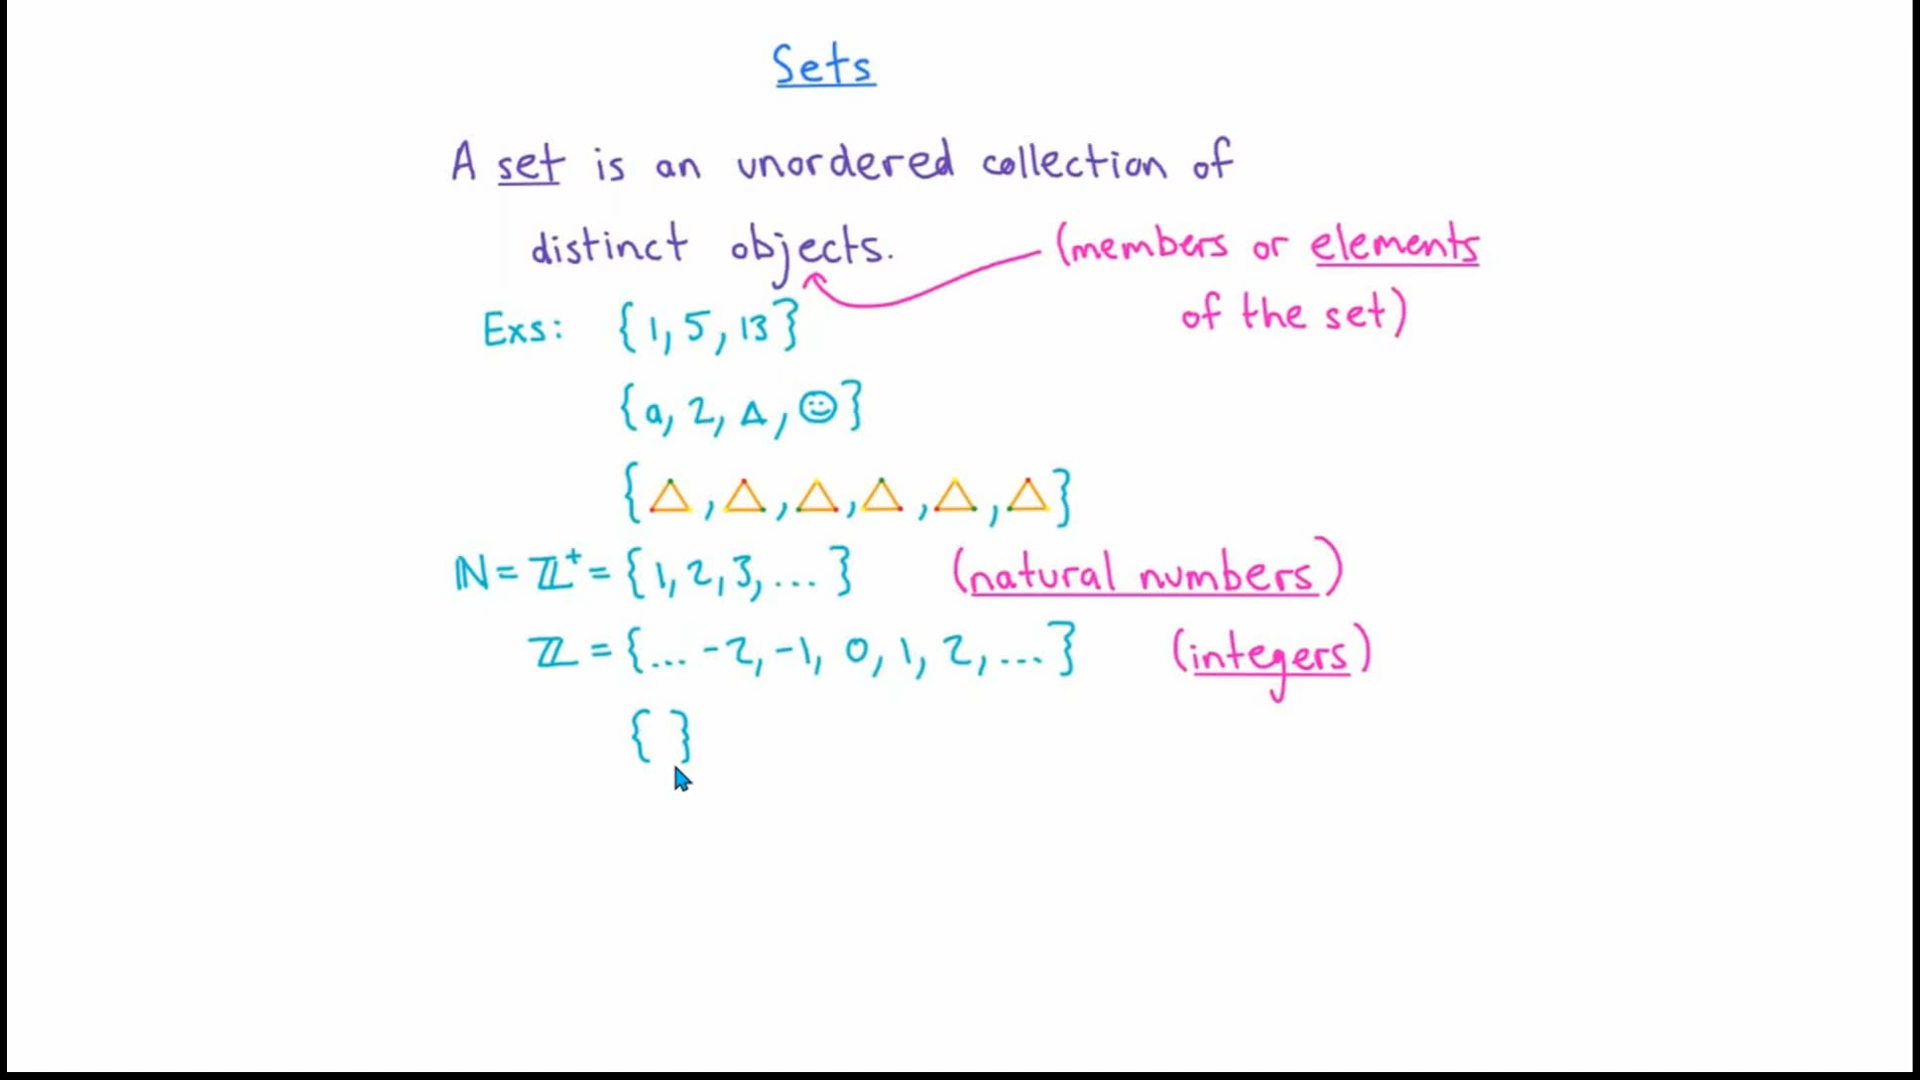 Sets
A set is an unordered collection of
distinct objects. (members or elements
of the set)
Exs: {1, 5, 13}
{a, 2, Δ, ☺}
{△, △, △, △, △, △}
ℕ = ℤ⁺ = {1, 2, 3, ... } (natural numbers)
ℤ = {... -2, -1, 0, 1, 2, ... } (integers)
{ }